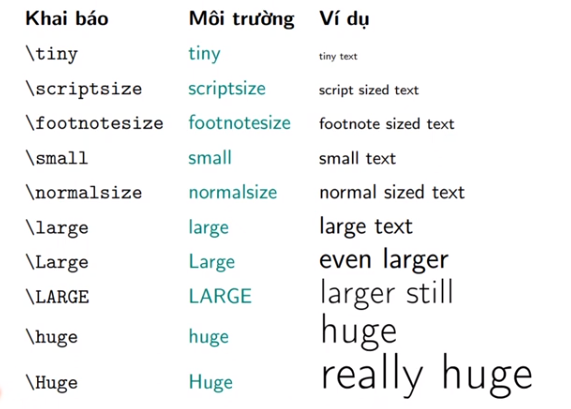 Khai báo Môi trường Ví dụ
\tiny tiny tiny text
\scriptsize scriptsize script sized text
\footnotesize footnotesize footnote sized text
\small small small text
\normalsize normalsize normal sized text
\large large large text
\Large Large even larger
\LARGE LARGE larger still
\huge huge huge
\Huge Huge really huge